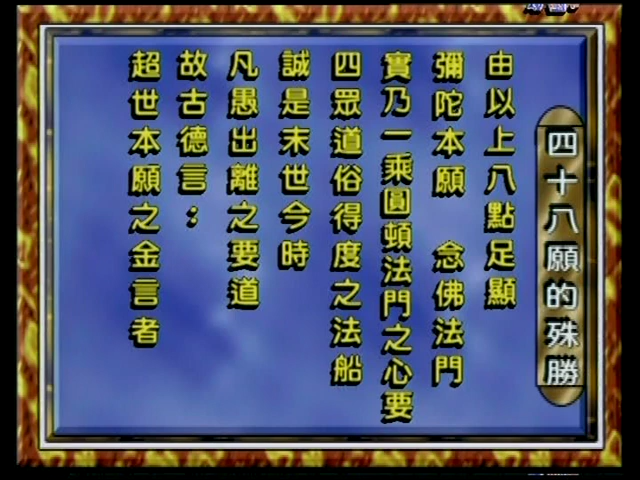 四十八願的殊勝
由以上八點足顯
彌陀本願 念佛法門
實乃一乘圓頓法門之心要
四眾道俗得度之法船
誠是末世今時
凡愚出離之要道
故古德言：
超世本願之金言者